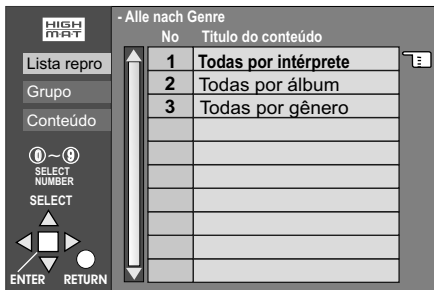 HIGH
MAT
- Alle nach Genre
No Titulo do conteúdo
Lista repro
Grupo
Conteúdo
1 Todas por intérprete
2 Todas por álbum
3 Todas por gênero
0~9
SELECT
NUMBER
SELECT
ENTER RETURN